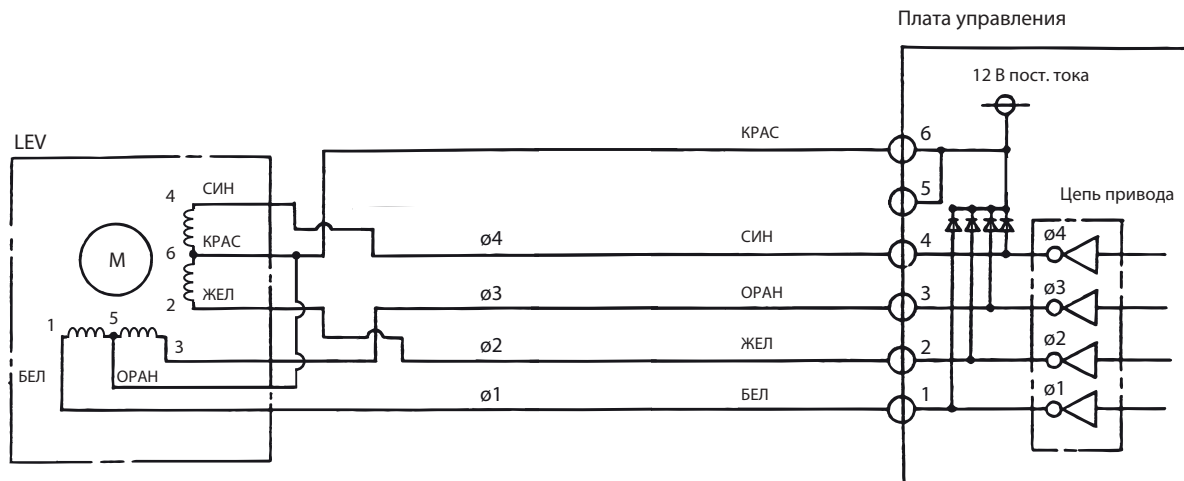 Плата управления
12 В пост. тока
LEV
КРАС
6
5
Цепь привода
4
СИН
6
КРАС
ø4
СИН
4
ø4
М
2
ЖЕЛ
ø3
ОРАН
3
ø3
1
5
3
ø2
ЖЕЛ
2
ø2
БЕЛ
ОРАН
ø1
БЕЛ
1
ø1